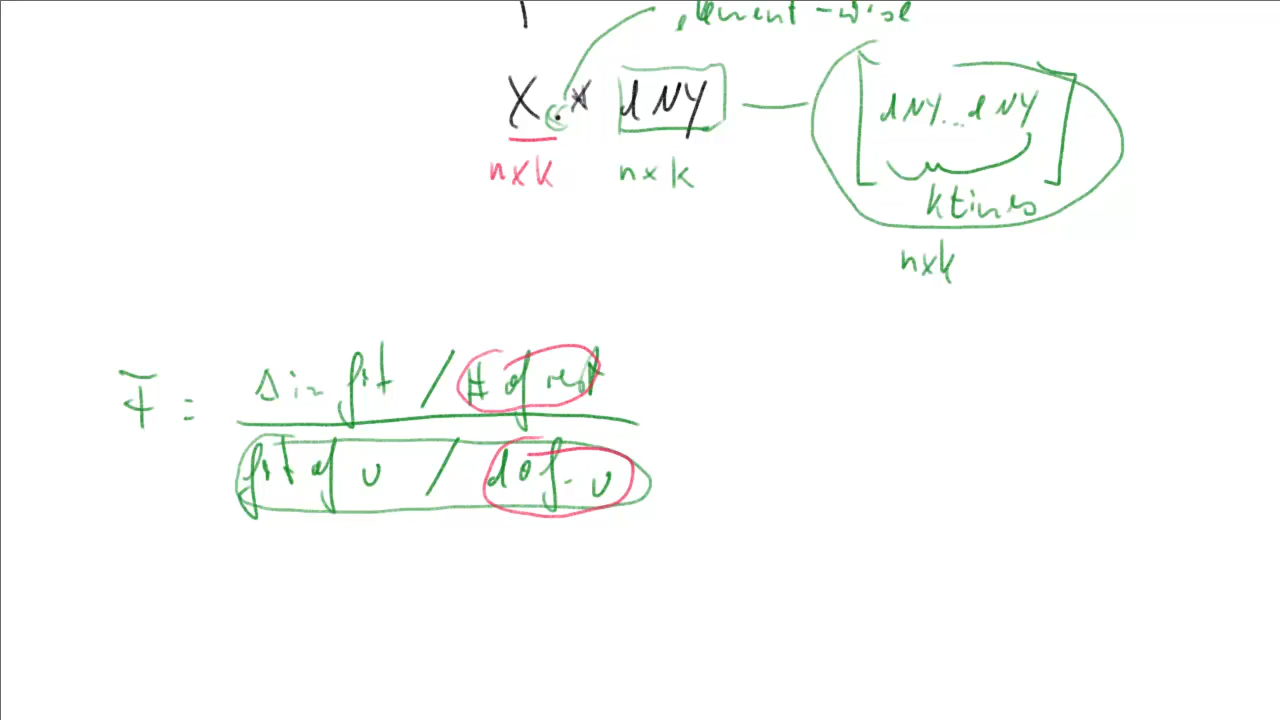 element-wise
X .* dNY — [dNY...dNY]
n×k n×k k times
n×k
F = Δ in fit / # of rest
fit of u / dof. u